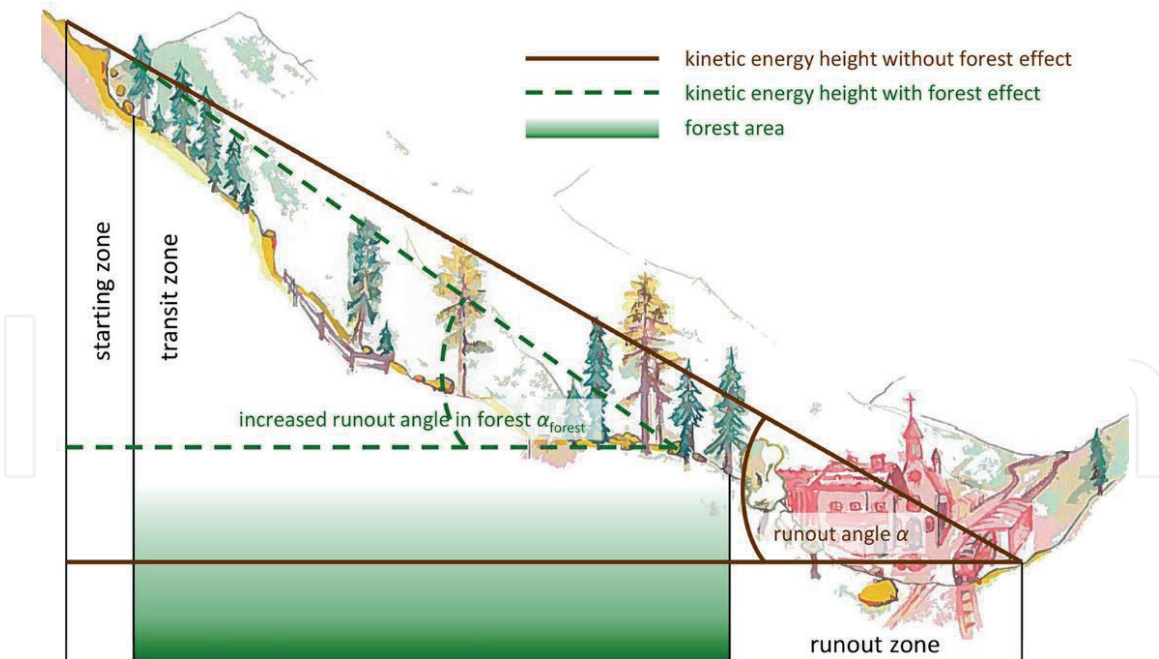 kinetic energy height without forest effect
kinetic energy height with forest effect
forest area
starting zone
transit zone
increased runout angle in forest αforest
runout angle α
runout zone